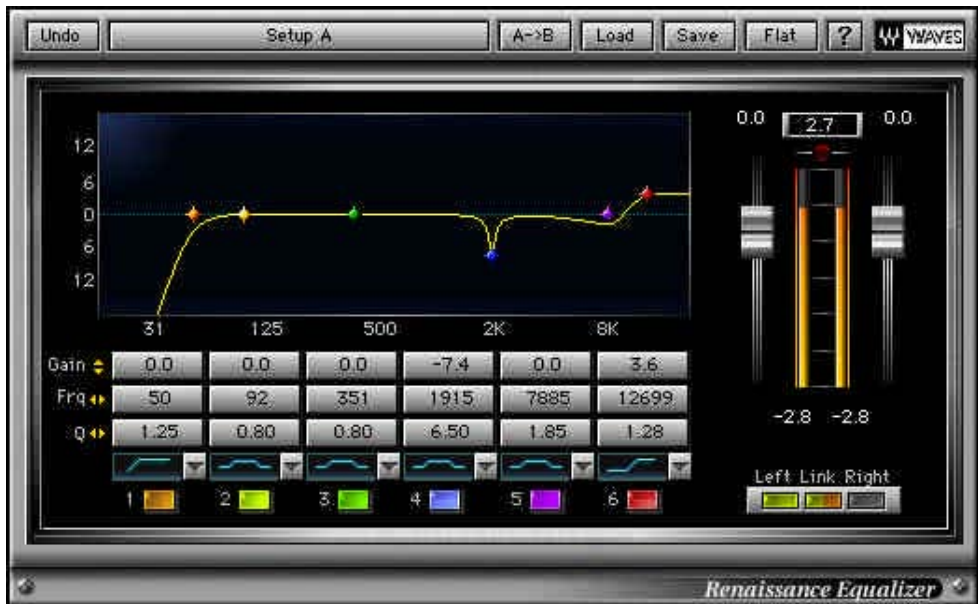 Undo Setup A A->B Load Save Flat ? WAVES
0.0 2.7 0.0
12
6
0
6
12
31 125 500 2K 8K
Gain 0.0 0.0 0.0 -7.4 0.0 3.6
Frq 50 92 351 1915 7885 12699
Q 1.25 0.80 0.80 6.50 1.85 1.28
-2.8 -2.8
Left Link Right
1 2 3 4 5 6
Renaissance Equalizer